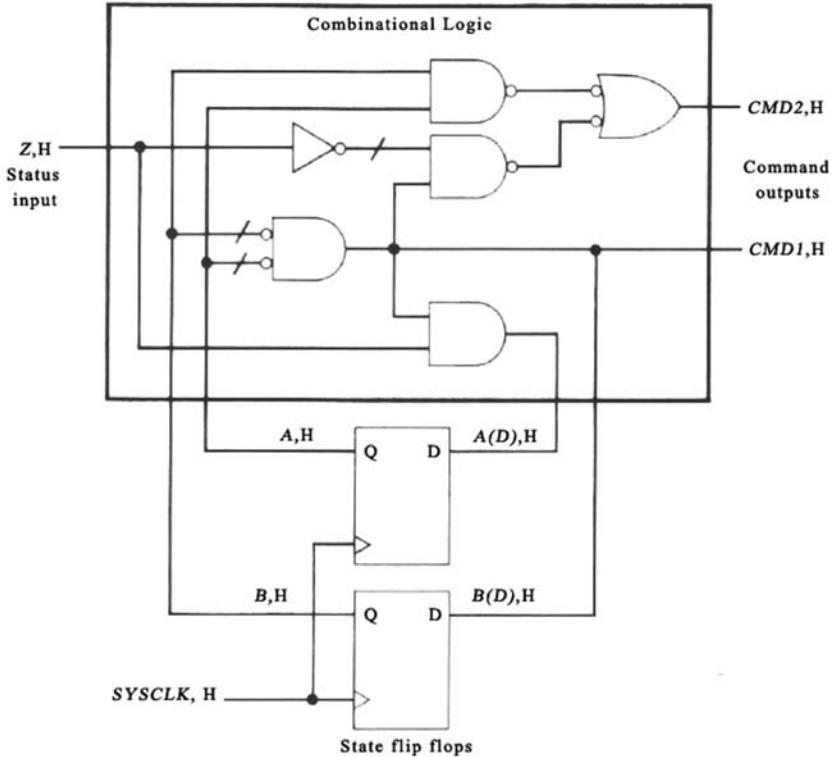 Combinational Logic
CMD2,H
Z,H
Status
input
Command
outputs
CMD1,H
A,H
A(D),H
Q D
B,H
B(D),H
Q D
SYSCLK, H
State flip flops